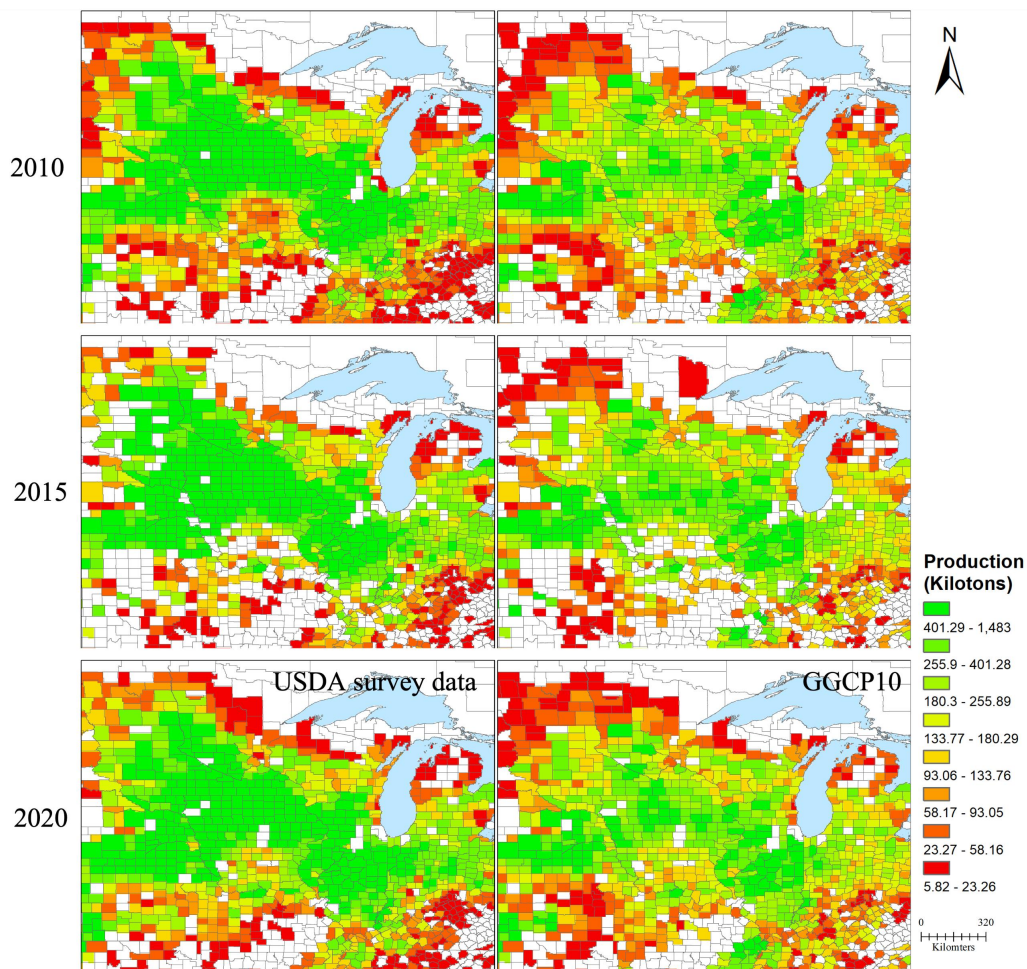 N
2010
2015
USDA survey data
GGCP10
2020
Production
(Kilotons)
401.29 - 1,483
255.9 - 401.28
180.3 - 255.89
133.77 - 180.29
93.06 - 133.76
58.17 - 93.05
23.27 - 58.16
5.82 - 23.26
0 320
Kilomters